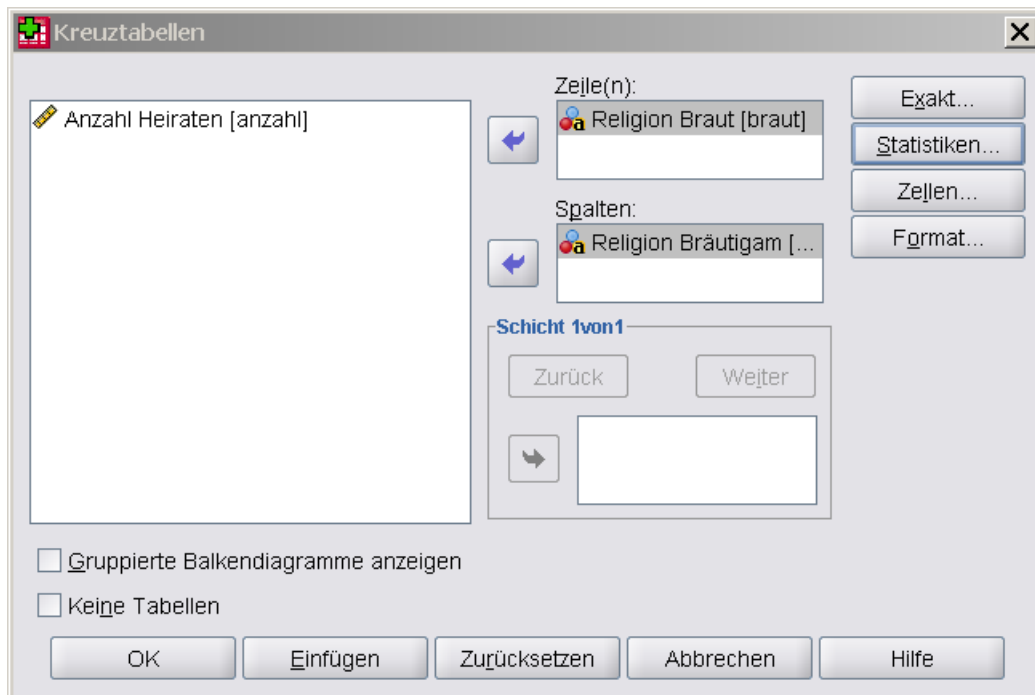 Kreuztabellen
Anzahl Heiraten [anzahl]
Zeile(n):
a Religion Braut [braut]
Spalten:
a Religion Bräutigam [...
Schicht 1von1
Zurück
Weiter
Exakt...
Statistiken...
Zellen...
Format...
Gruppierte Balkendiagramme anzeigen
Keine Tabellen
OK
Einfügen
Zurücksetzen
Abbrechen
Hilfe